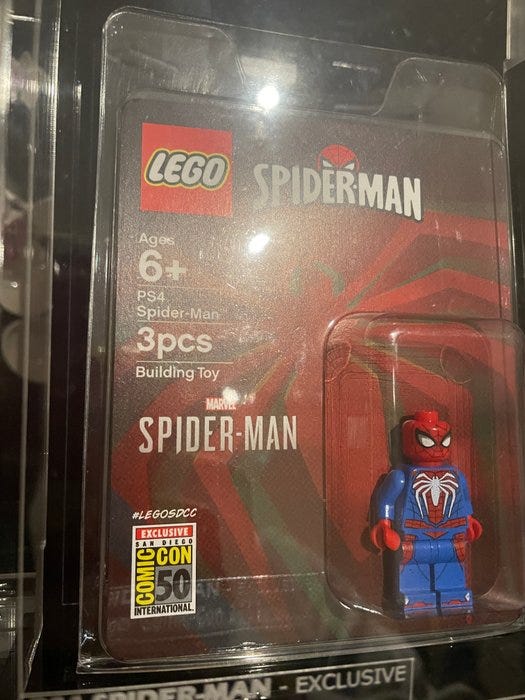 LEGO
SPIDER-MAN
Ages
6+
PS4
Spider-Man
3pcs
Building Toy
MARVEL
SPIDER-MAN
#LEGOSDCC
EXCLUSIVE
SAN DIEGO
COMIC CON
50
INTERNATIONAL
SPIDER-MAN - EXCLUSIVE